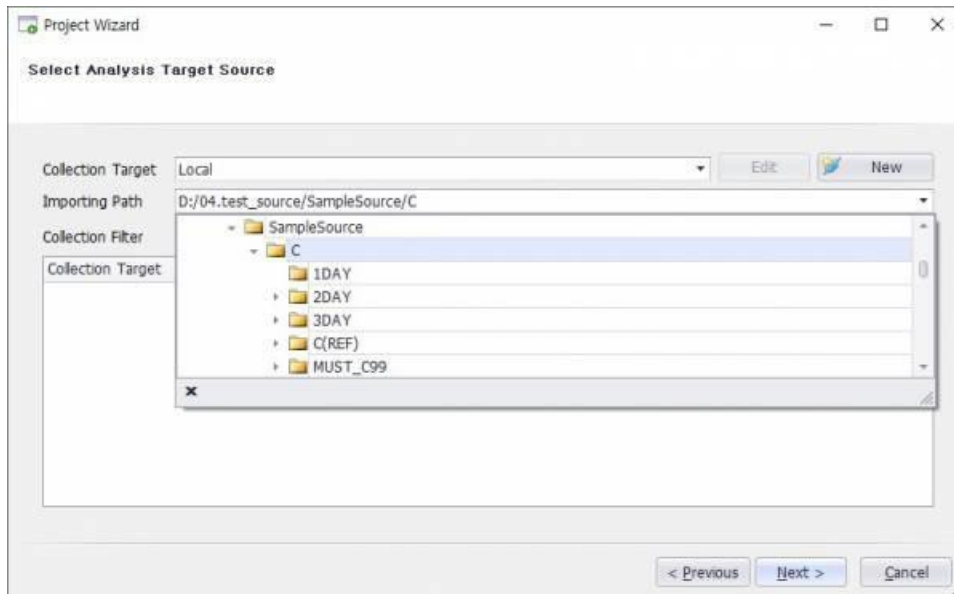 Project Wizard
Select Analysis Target Source
Collection Target Local Edit New
Importing Path D:/04.test_source/SampleSource/C
Collection Filter SampleSource
C
Collection Target 1DAY
2DAY
3DAY
C(REF)
MUST_C99
< Previous Next > Cancel